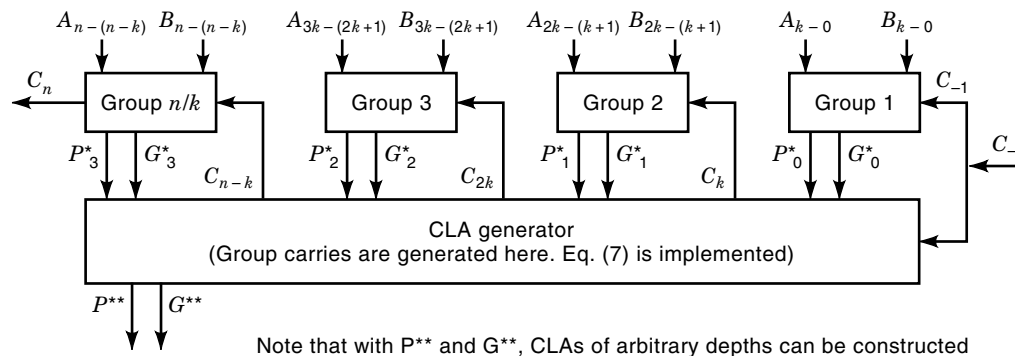 A_{n-(n-k)} B_{n-(n-k)} A_{3k-(2k+1)} B_{3k-(2k+1)} A_{2k-(k+1)} B_{2k-(k+1)} A_{k-0} B_{k-0}
C_n Group n/k Group 3 Group 2 Group 1 C_{-1}
P*_3 G*_3 P*_2 G*_2 P*_1 G*_1 P*_0 G*_0 C_-
C_{n-k} C_{2k} C_k
CLA generator
(Group carries are generated here. Eq. (7) is implemented)
P** G**
Note that with P** and G**, CLAs of arbitrary depths can be constructed